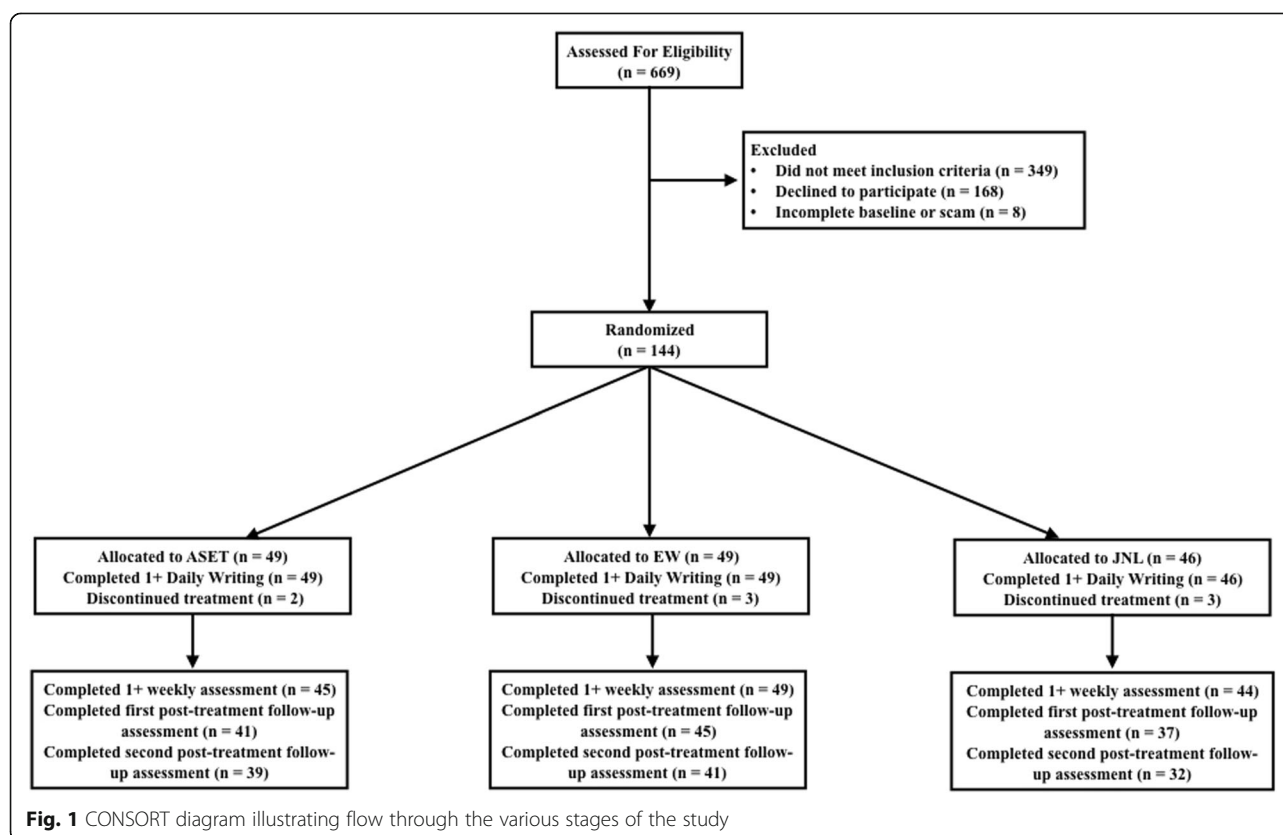 Assessed For Eligibility
(n = 669)
Excluded
• Did not meet inclusion criteria (n = 349)
• Declined to participate (n = 168)
• Incomplete baseline or scam (n = 8)
Randomized
(n = 144)
Allocated to ASET (n = 49)
Completed 1+ Daily Writing (n = 49)
Discontinued treatment (n = 2)
Allocated to EW (n = 49)
Completed 1+ Daily Writing (n = 49)
Discontinued treatment (n = 3)
Allocated to JNL (n = 46)
Completed 1+ Daily Writing (n = 46)
Discontinued treatment (n = 3)
Completed 1+ weekly assessment (n = 45)
Completed first post-treatment follow-up
assessment (n = 41)
Completed second post-treatment follow-
up assessment (n = 39)
Completed 1+ weekly assessment (n = 49)
Completed first post-treatment follow-up
assessment (n = 45)
Completed second post-treatment follow-
up assessment (n = 41)
Completed 1+ weekly assessment (n = 44)
Completed first post-treatment follow-up
assessment (n = 37)
Completed second post-treatment follow-
up assessment (n = 32)
Fig. 1 CONSORT diagram illustrating flow through the various stages of the study